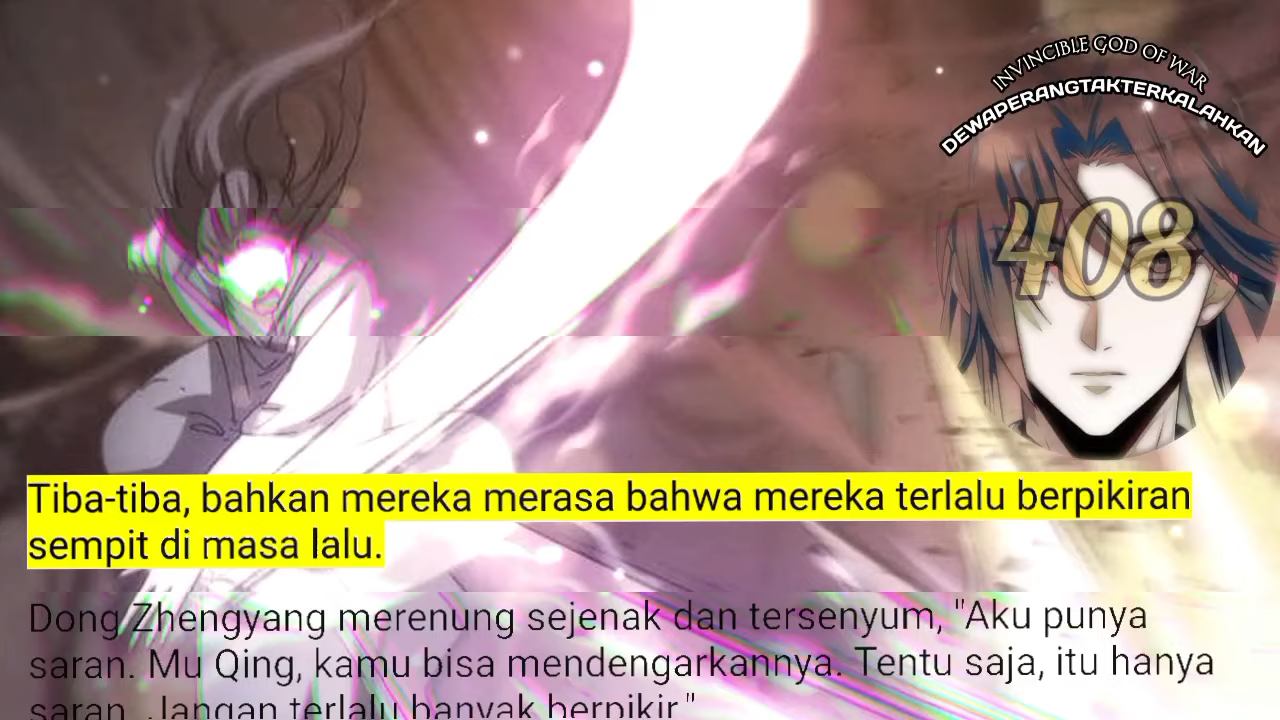 INVINCIBLE GOD OF WAR
DEWAPERANGTAKTERKALAHKAN
408
Tiba-tiba, bahkan mereka merasa bahwa mereka terlalu berpikiran
sempit di masa lalu.
Dong Zhengyang merenung sejenak dan tersenyum, "Aku punya
saran. Mu Qing, kamu bisa mendengarkannya. Tentu saja, itu hanya
saran. Jangan terlalu banyak berpikir."